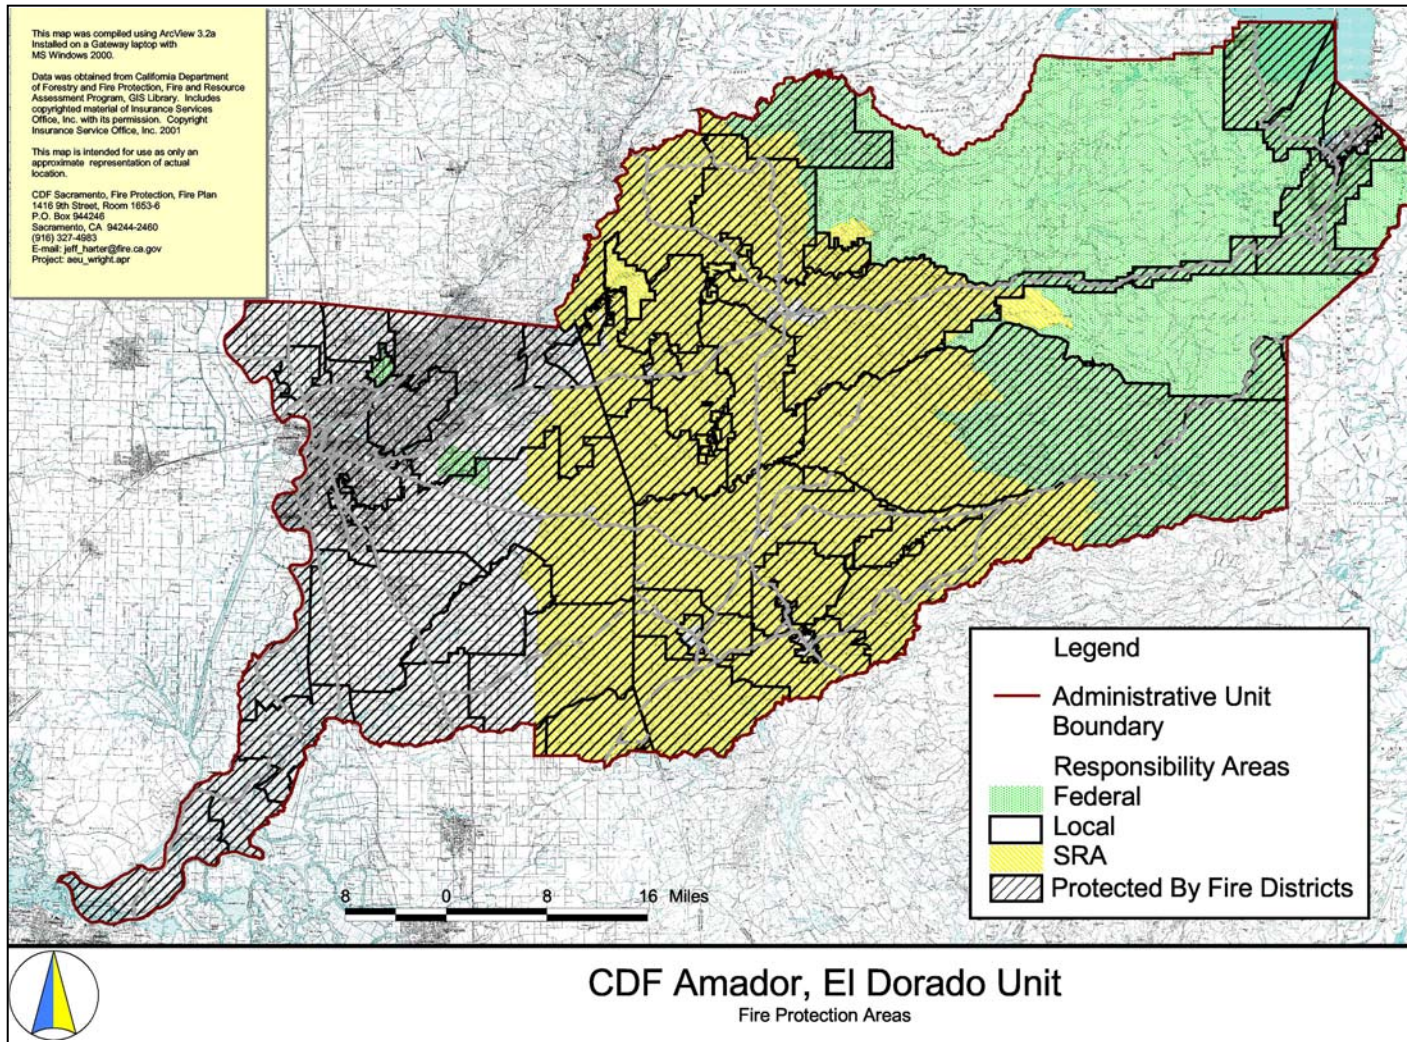 This map was compiled using ArcView 3.2a
Installed on a Gateway laptop with
MS Windows 2000.
Data was obtained from California Department
of Forestry and Fire Protection, Fire and Resource
Assessment Program, GIS Library. Includes
copyrighted material of Insurance Services
Office, Inc. with its permission. Copyright
Insurance Service Office, Inc. 2001
This map is intended for use as only an
approximate representation of actual
location.
CDF Sacramento, Fire Protection, Fire Plan
1416 9th Street, Room 1653-6
P.O. Box 944246
Sacramento, CA 94244-2460
(916) 327-4983
E-mail: jeff_harter@fire.ca.gov
Project: aeu_wright.apr
Legend
Administrative Unit
Boundary
Responsibility Areas
Federal
Local
SRA
Protected By Fire Districts
8 0 8 16 Miles
CDF Amador, El Dorado Unit
Fire Protection Areas